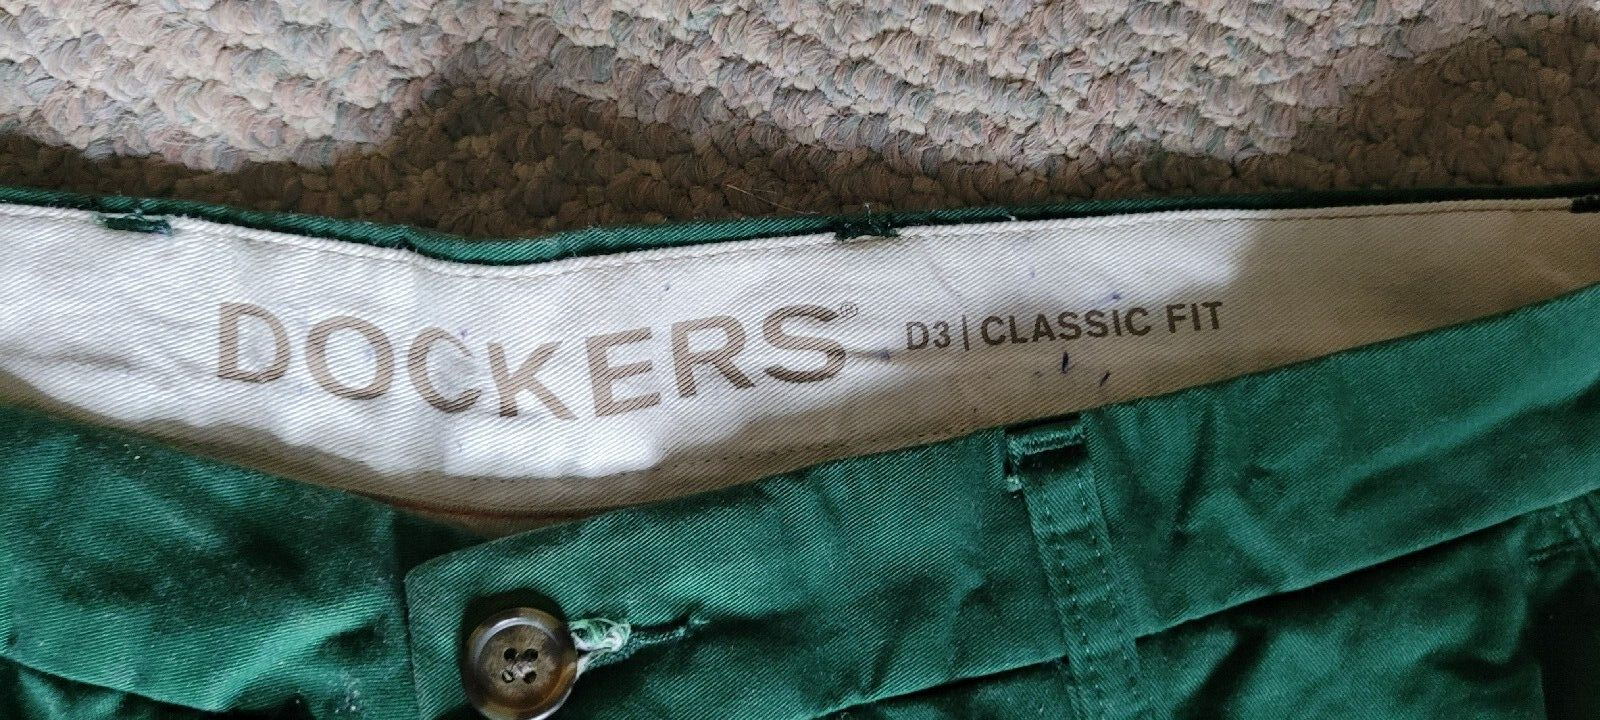 DOCKERS® D3 | CLASSIC FIT